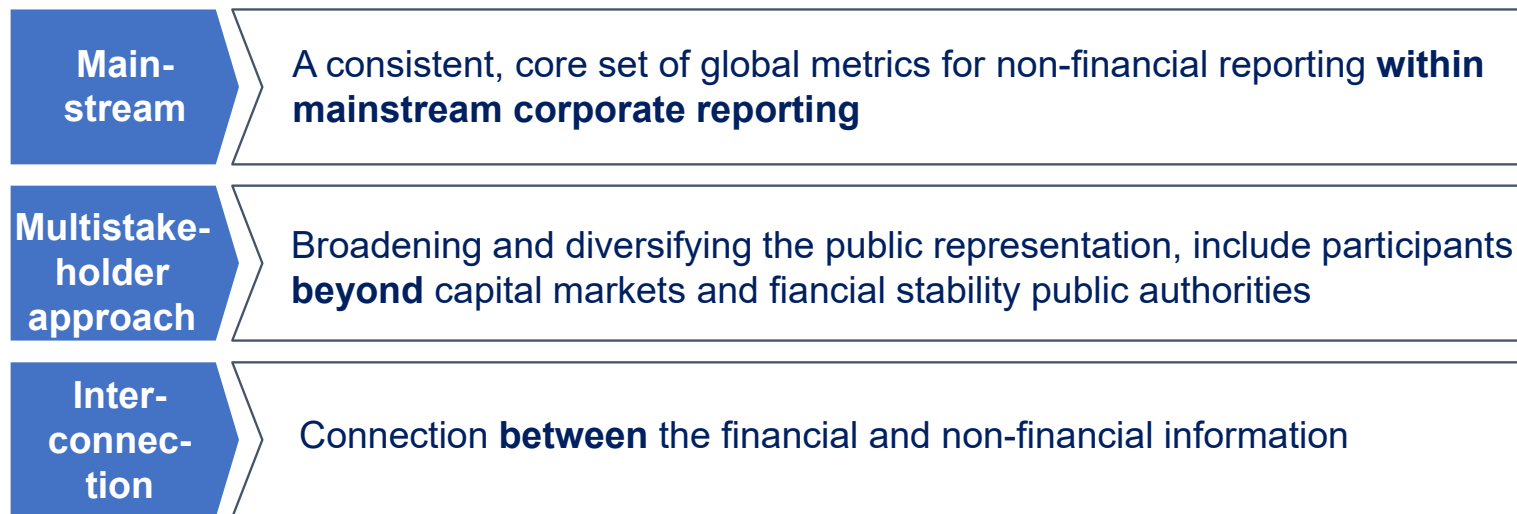 Main-
stream
A consistent, core set of global metrics for non-financial reporting within
mainstream corporate reporting
Multistake-
holder
approach
Broadening and diversifying the public representation, include participants
beyond capital markets and fiancial stability public authorities
Inter-
connec-
tion
Connection between the financial and non-financial information